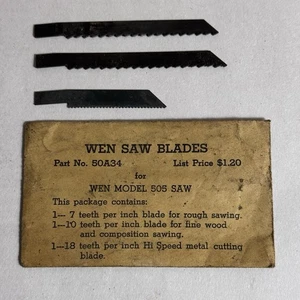 WEN SAW BLADES
Part No. 50A34 List Price $1.20
for
WEN MODEL 505 SAW
This package contains:
1— 7 teeth per inch blade for rough sawing.
1—10 teeth per inch blade for fine wood
and composition sawing.
1—18 teeth per inch Hi Speed metal cutting
blade.